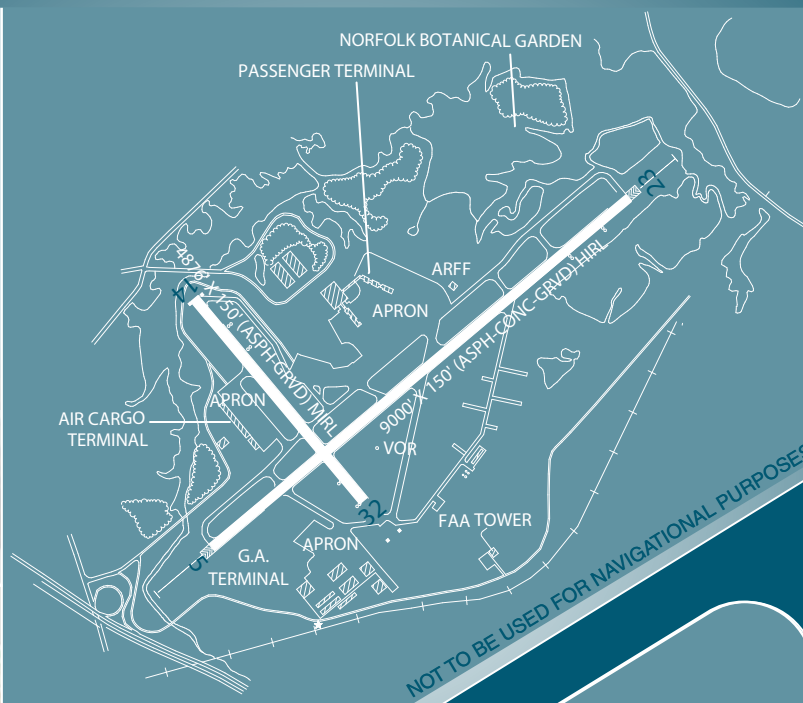 NORFOLK BOTANICAL GARDEN
PASSENGER TERMINAL
23
ARFF
4876' X 150' (ASPH-GRVD) MIRL
14
APRON
9000' X 150' (ASPH-CONC-GRVD) HIRL
APRON
AIR CARGO
TERMINAL
VOR
32
FAA TOWER
APRON
5
G.A.
TERMINAL
NOT TO BE USED FOR NAVIGATIONAL PURPOSES